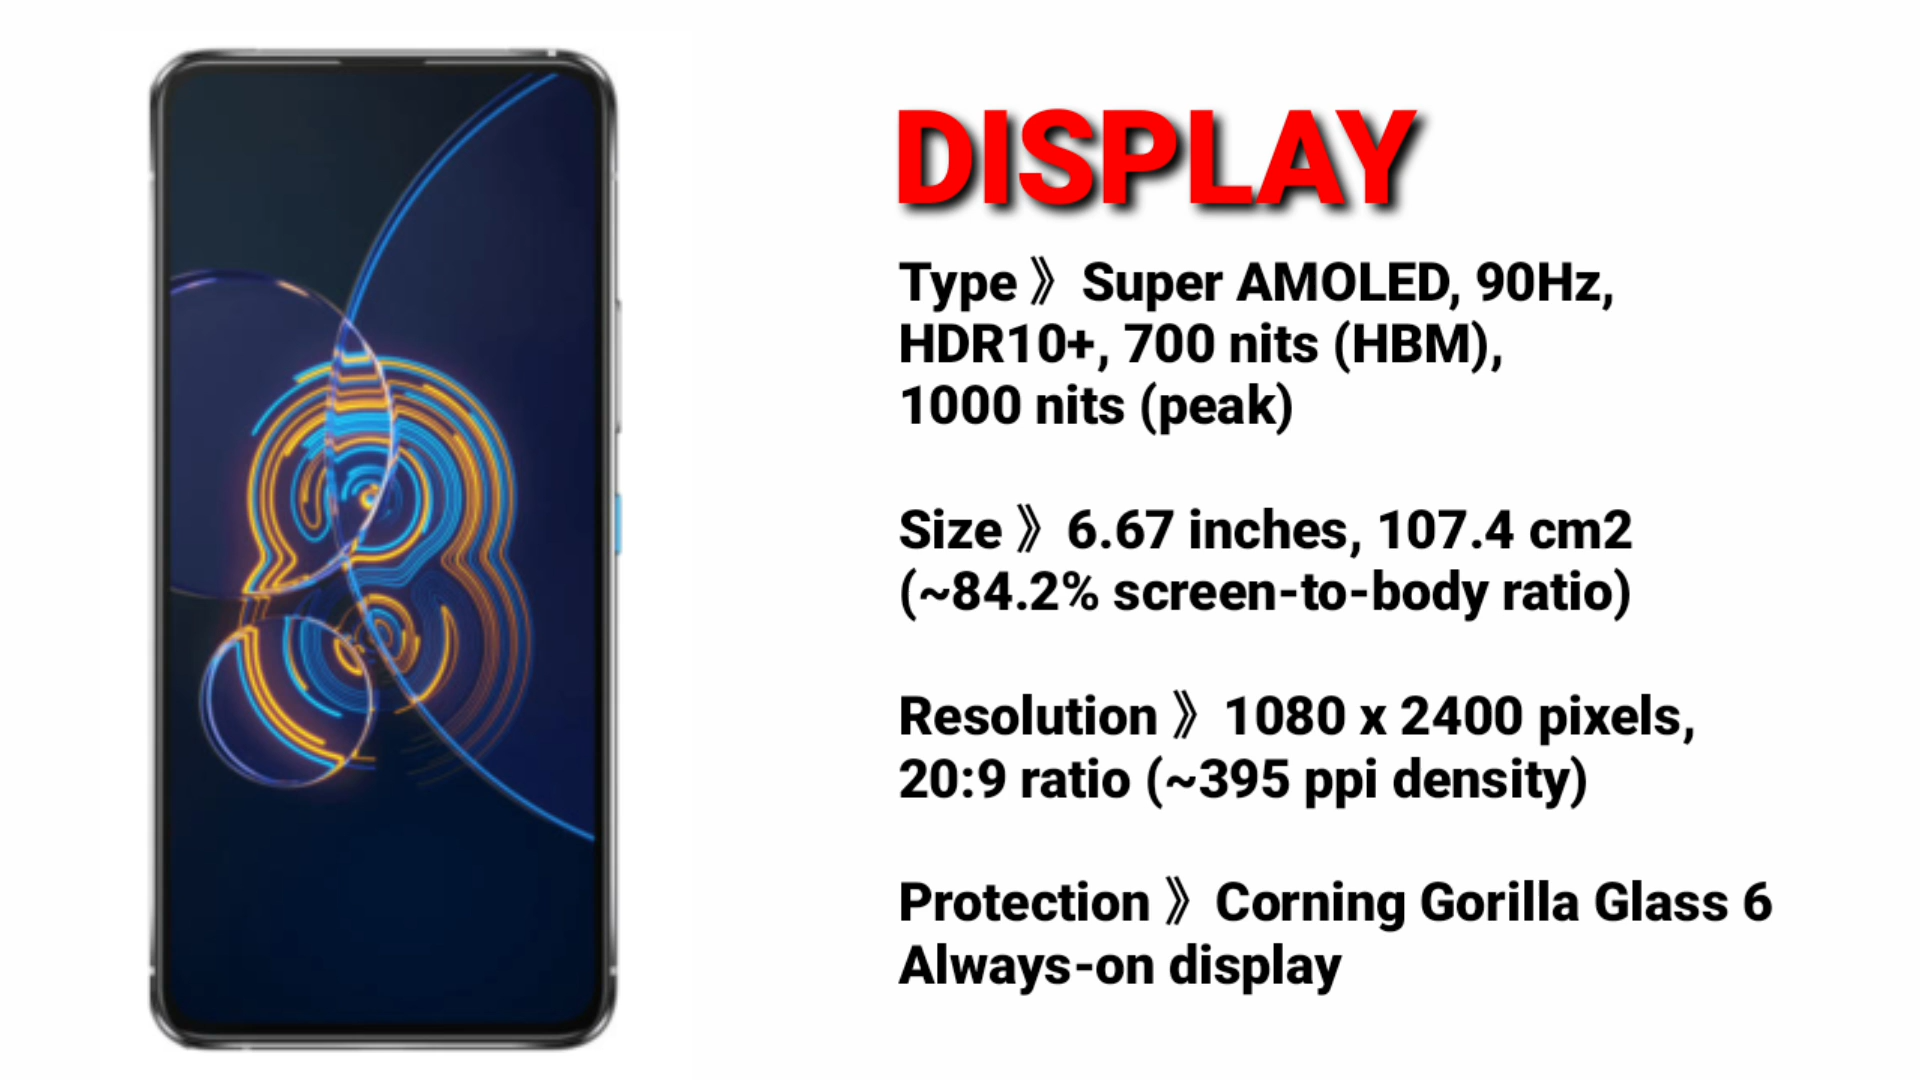 DISPLAY
Type 》 Super AMOLED, 90Hz,
HDR10+, 700 nits (HBM),
1000 nits (peak)
Size 》 6.67 inches, 107.4 cm2
(~84.2% screen-to-body ratio)
Resolution 》 1080 x 2400 pixels,
20:9 ratio (~395 ppi density)
Protection 》 Corning Gorilla Glass 6
Always-on display